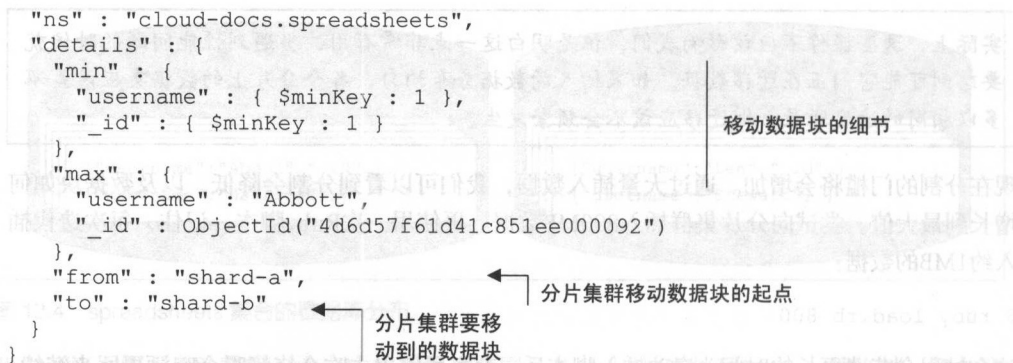 "ns" : "cloud-docs.spreadsheets",
"details" : {
"min" : {
"username" : { $minKey : 1 },
"_id" : { $minKey : 1 }
},
"max" : {
"username" : "Abbott",
"_id" : ObjectId("4d6d57f61d41c851ee000092")
},
"from" : "shard-a",
"to" : "shard-b"
}
}
移动数据块的细节
分片集群移动数据块的起点
分片集群要移
动到的数据块